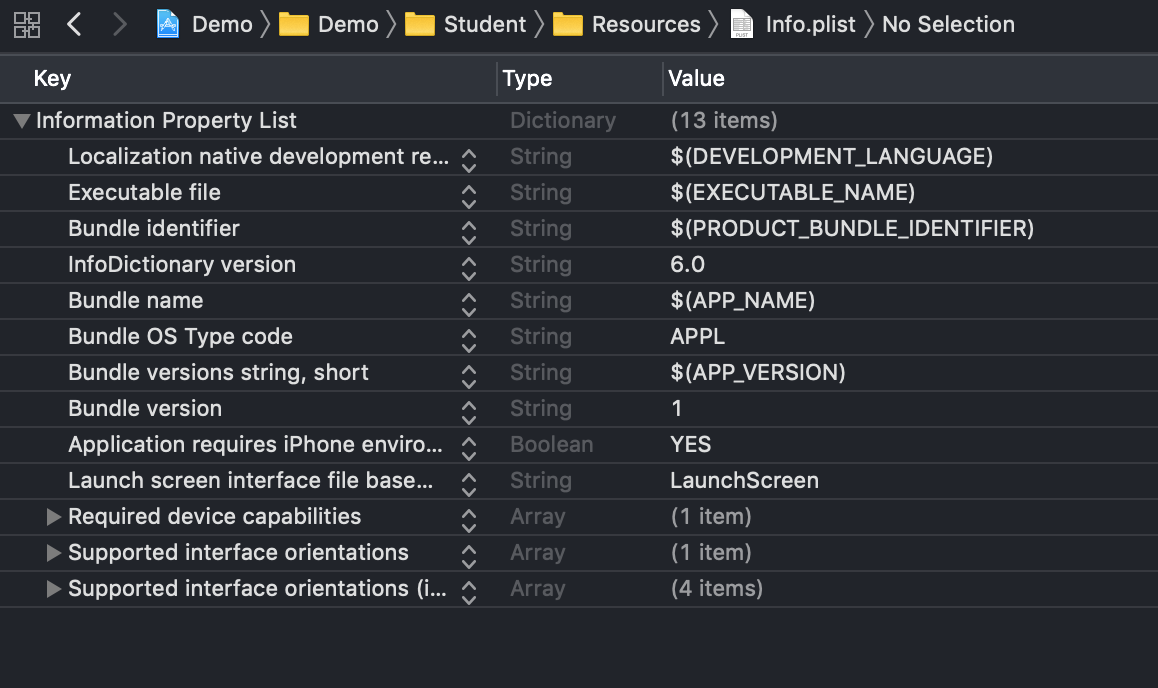 Demo Demo Student Resources Info.plist No Selection
Key Type Value
Information Property List Dictionary (13 items)
Localization native development re... String $(DEVELOPMENT_LANGUAGE)
Executable file String $(EXECUTABLE_NAME)
Bundle identifier String $(PRODUCT_BUNDLE_IDENTIFIER)
InfoDictionary version String 6.0
Bundle name String $(APP_NAME)
Bundle OS Type code String APPL
Bundle versions string, short String $(APP_VERSION)
Bundle version String 1
Application requires iPhone enviro... Boolean YES
Launch screen interface file base... String LaunchScreen
Required device capabilities Array (1 item)
Supported interface orientations Array (1 item)
Supported interface orientations (i... Array (4 items)